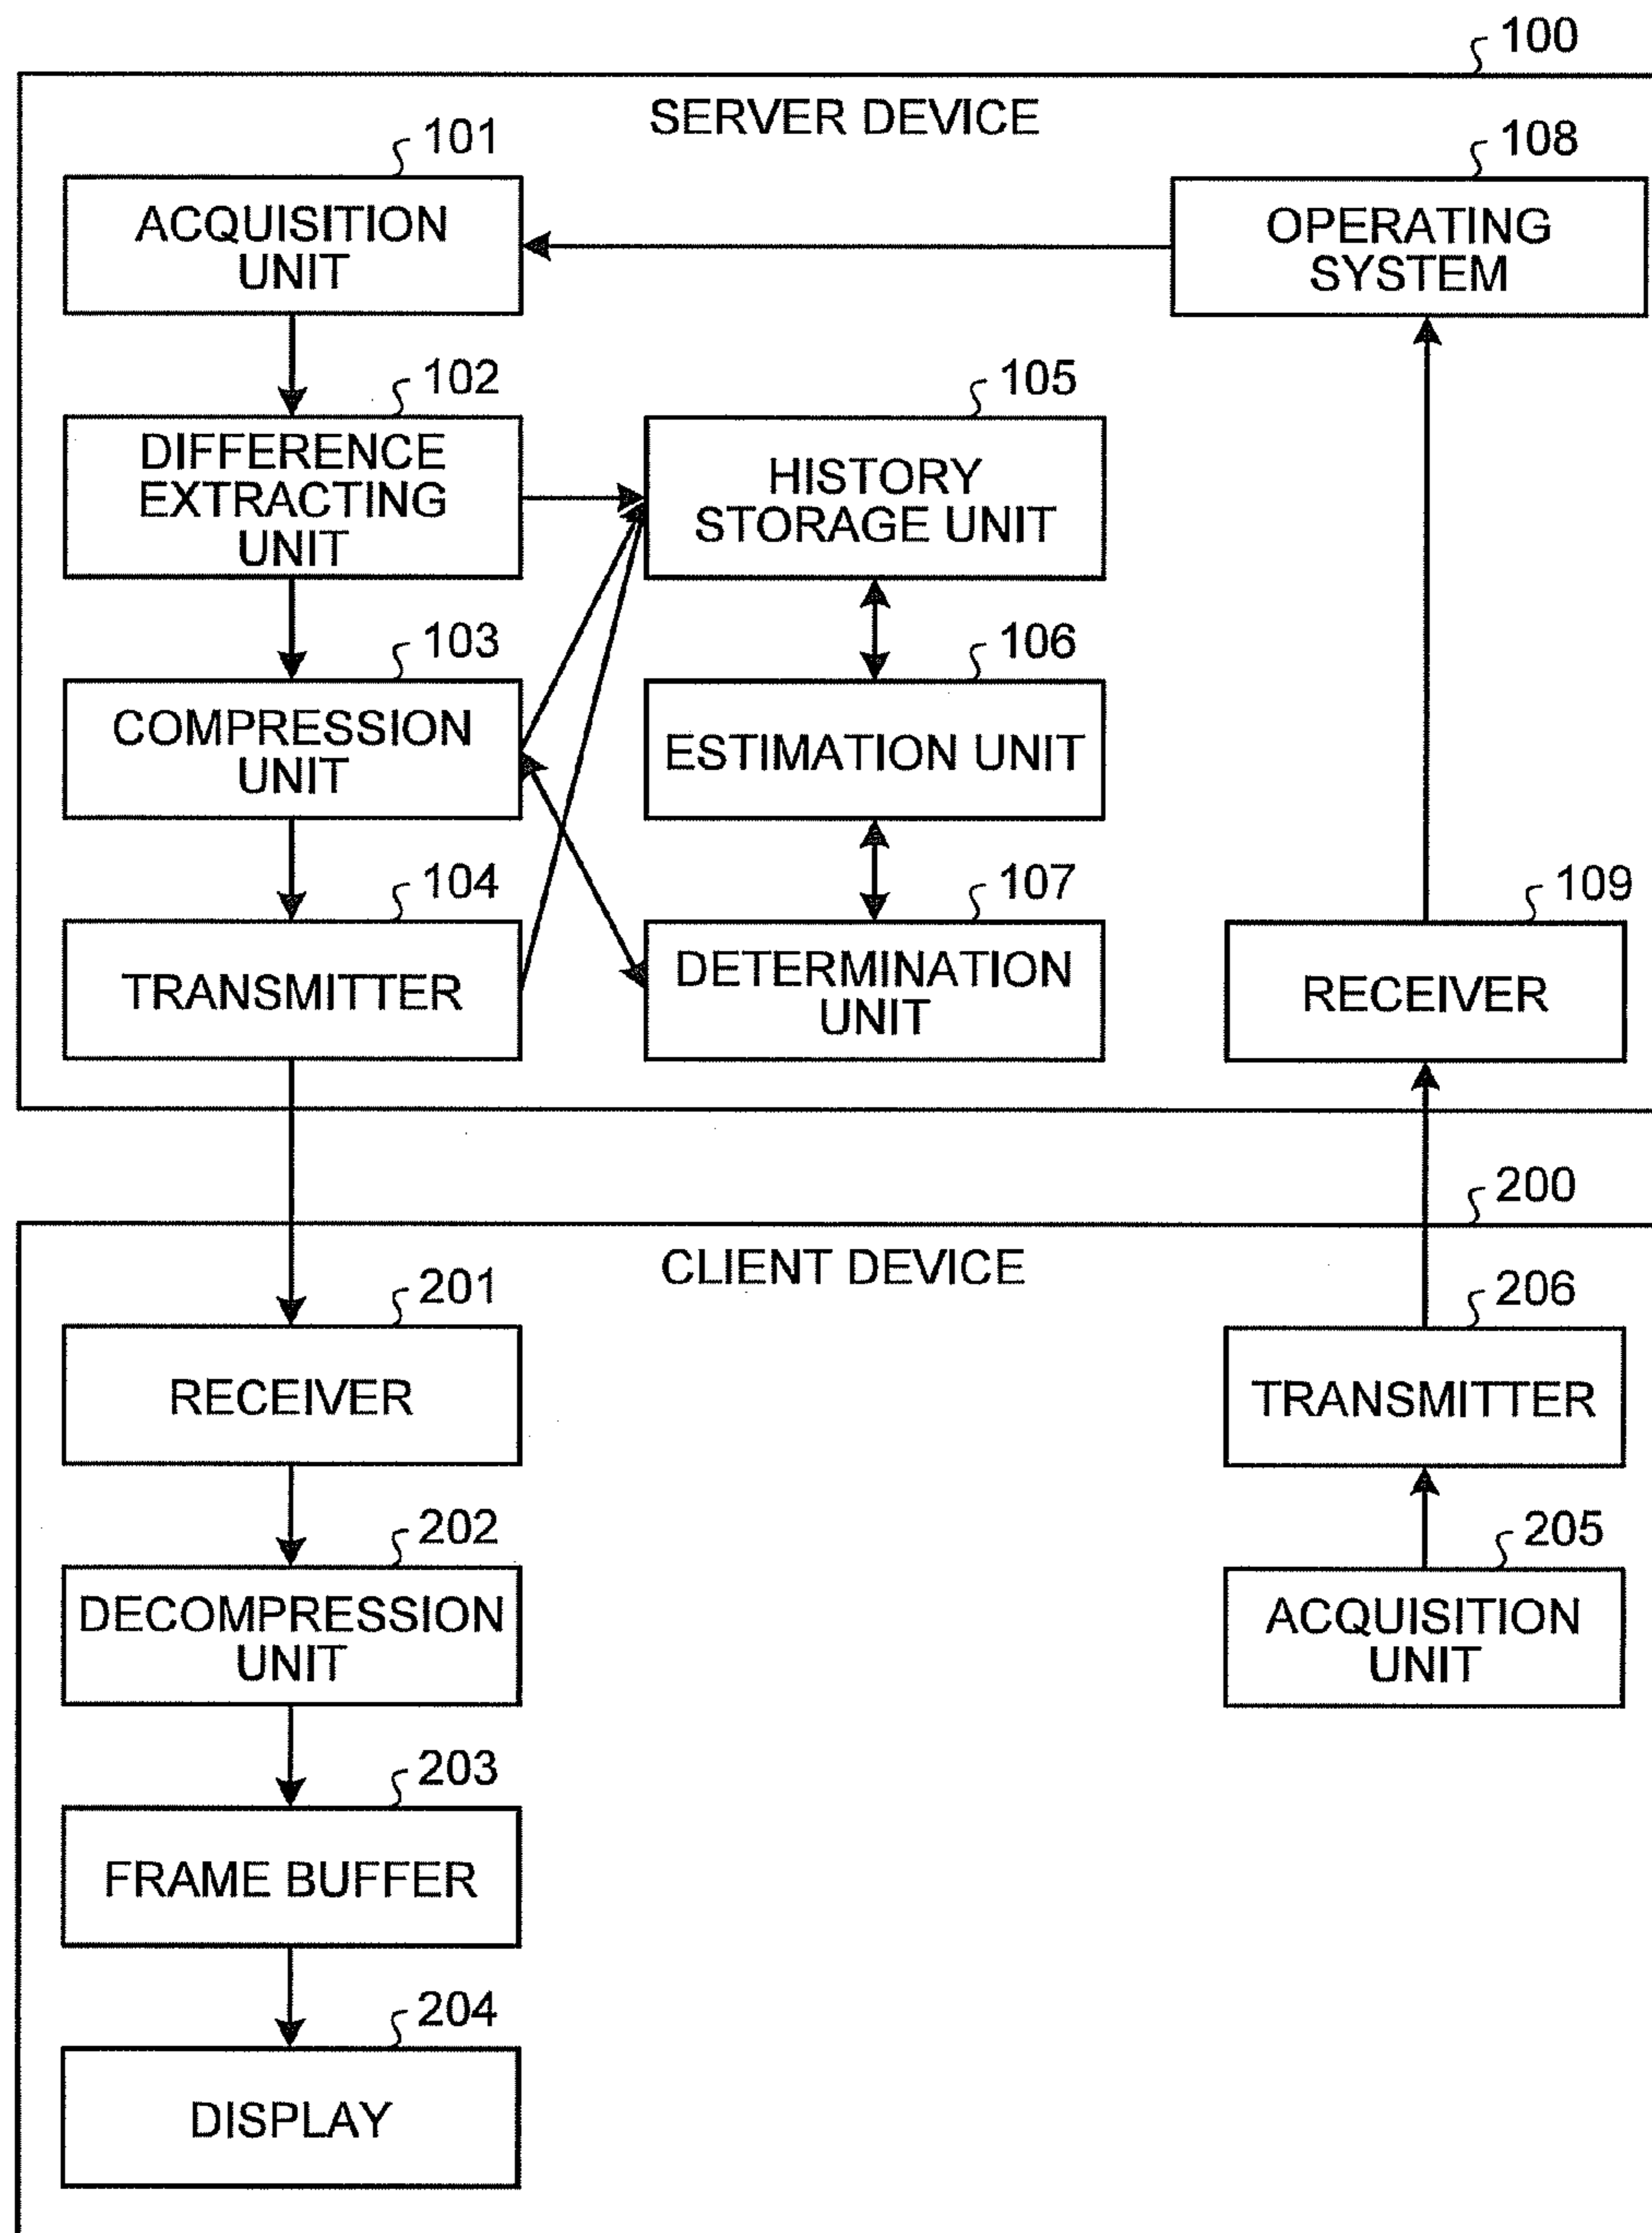 100
SERVER DEVICE
101
ACQUISITION
UNIT
108
OPERATING
SYSTEM
102
DIFFERENCE
EXTRACTING
UNIT
105
HISTORY
STORAGE UNIT
103
COMPRESSION
UNIT
106
ESTIMATION UNIT
104
TRANSMITTER
107
DETERMINATION
UNIT
109
RECEIVER
200
CLIENT DEVICE
201
RECEIVER
206
TRANSMITTER
202
DECOMPRESSION
UNIT
205
ACQUISITION
UNIT
203
FRAME BUFFER
204
DISPLAY